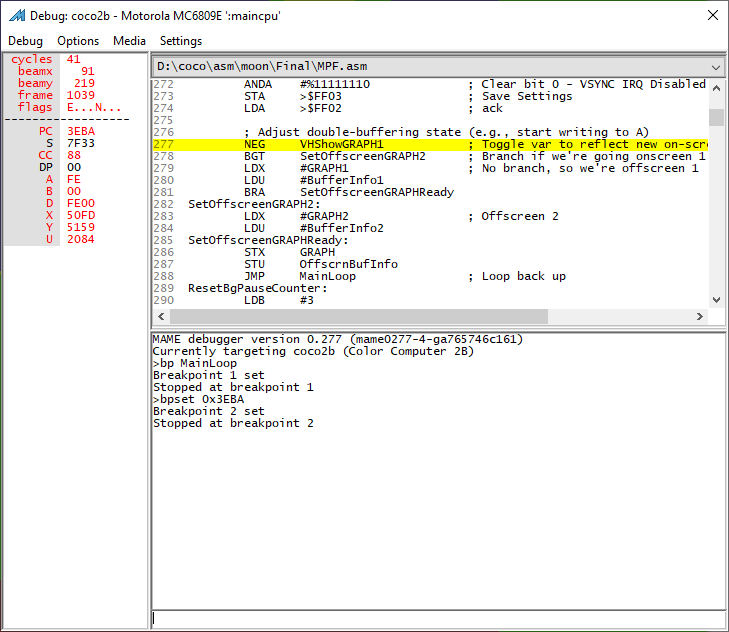 Debug: coco2b - Motorola MC6809E ':maincpu'
Debug Options Media Settings
cycles 41
beamx 91
beamy 219
frame 1039
flags E...N...
------------------
PC 3EBA
S 7F33
CC 88
DP 00
A FE
B 00
D FE00
X 50FD
Y 5159
U 2084
D:\coco\asm\moon\Final\MPF.asm
272 ANDA #%11111110 ; Clear bit 0 - VSYNC IRQ Disabled
273 STA >$FF03 ; Save Settings
274 LDA >$FF02 ; ack
275
276 ; Adjust double-buffering state (e.g., start writing to A)
277 NEG VHShowGRAPH1 ; Toggle var to reflect new on-scre
278 BGT SetOffscreenGRAPH2 ; Branch if we're going onscreen 1
279 LDX #GRAPH1 ; No branch, so we're offscreen 1
280 LDU #BufferInfo1
281 BRA SetOffscreenGRAPHReady
282 SetOffscreenGRAPH2:
283 LDX #GRAPH2 ; Offscreen 2
284 LDU #BufferInfo2
285 SetOffscreenGRAPHReady:
286 STX GRAPH
287 STU OffscrnBufInfo
288 JMP MainLoop ; Loop back up
289 ResetBgPauseCounter:
290 LDB #3
MAME debugger version 0.277 (mame0277-4-ga765746c161)
Currently targeting coco2b (Color Computer 2B)
>bp MainLoop
Breakpoint 1 set
Stopped at breakpoint 1
>bpset 0x3EBA
Breakpoint 2 set
Stopped at breakpoint 2